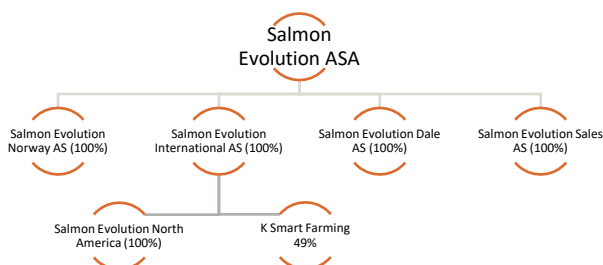 Salmon
Evolution ASA
Salmon Evolution
Norway AS (100%)
Salmon Evolution
International AS (100%)
Salmon Evolution Dale
AS (100%)
Salmon Evolution Sales
AS (100%)
Salmon Evolution North
America (100%)
K Smart Farming
49%